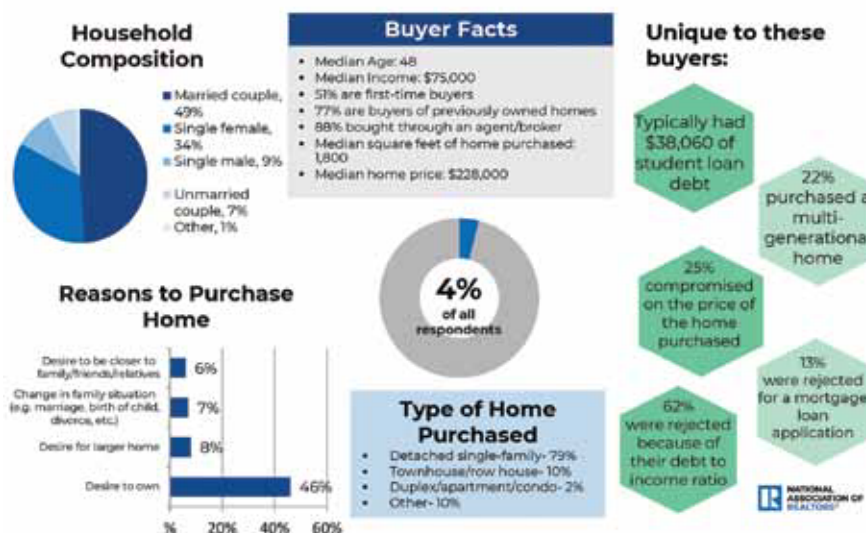 Household
Composition
Married couple,
49%
Single female,
34%
Single male, 9%
Unmarried
couple, 7%
Other, 1%
Buyer Facts
• Median Age: 48
• Median Income: $75,000
• 51% are first-time buyers
• 77% are buyers of previously owned homes
• 88% bought through an agent/broker
• Median square feet of home purchased:
1,800
• Median home price: $228,000
Unique to these
buyers:
Typically had
$38,060 of
student loan
debt
22%
purchased a
multi-
generational
home
25%
compromised
on the price of
the home
purchased
13%
were rejected
for a mortgage
loan
application
62%
were rejected
because of
their debt to
income ratio
4%
of all
respondents
Reasons to Purchase
Home
Desire to be closer to
family/friends/relatives
6%
Change in family situation
(e.g. marriage, birth of child,
divorce, etc.)
7%
Desire for larger home
8%
Desire to own
46%
% 20% 40% 60%
Type of Home
Purchased
• Detached single-family- 79%
• Townhouse/row house- 10%
• Duplex/apartment/condo- 2%
• Other- 10%
NATIONAL
ASSOCIATION OF
REALTORS®